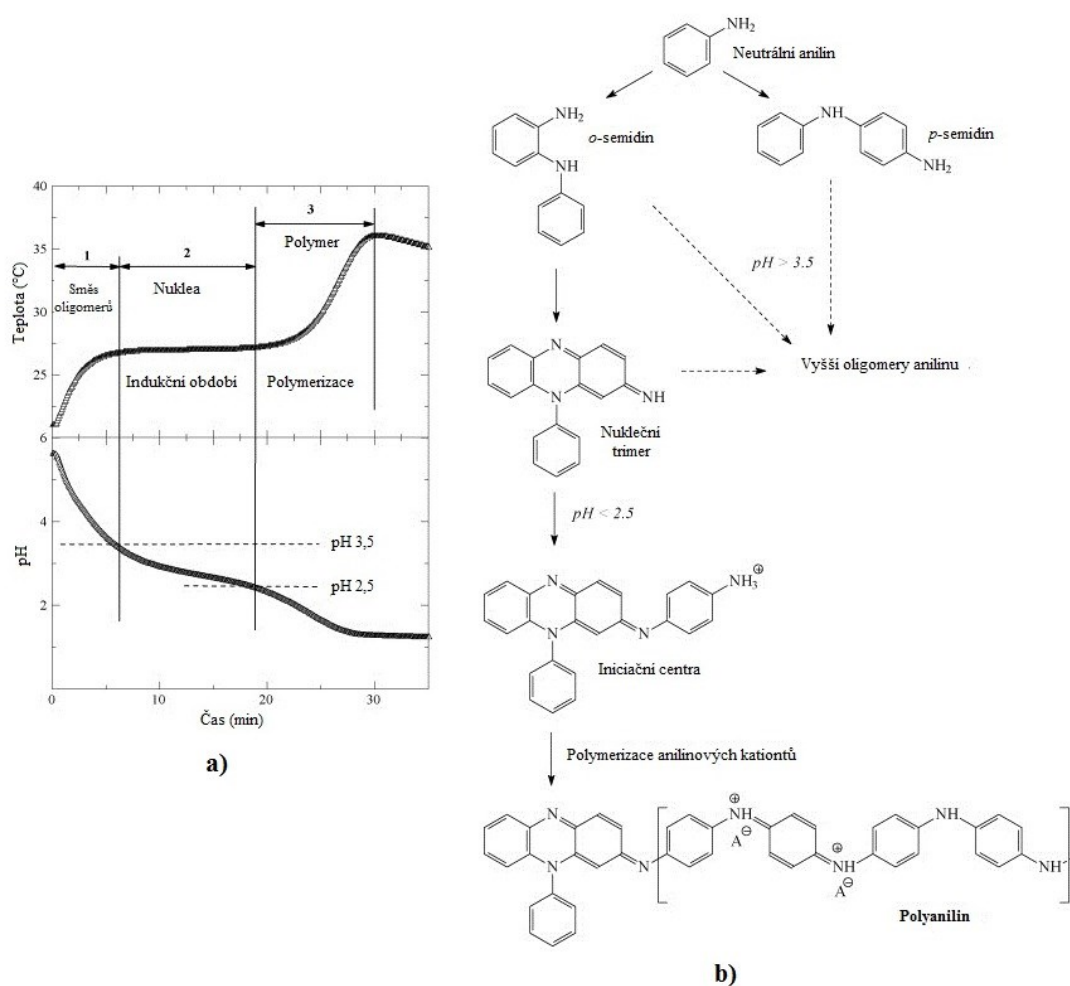 40
35
30
25
Teplota (°C)
1
2
3
Směs
oligomerů
Nuklea
Polymer
Indukční období
Polymerizace
6
4
2
pH
pH 3,5
pH 2,5
0
10
20
30
Čas (min)
a)
NH₂
Neutrální anilin
NH₂
NH
o-semidin
NH
NH₂
p-semidin
pH > 3.5
Vyšší oligomery anilinu
N
N
NH
Nukleční
trimer
pH < 2.5
N
N
N
NH₃⊕
Iniciační centra
Polymerizace anilinových kationtů
N
N
N
⊕
NH
A⊖
⊕
NH
A⊖
NH
NH
Polyanilin
b)